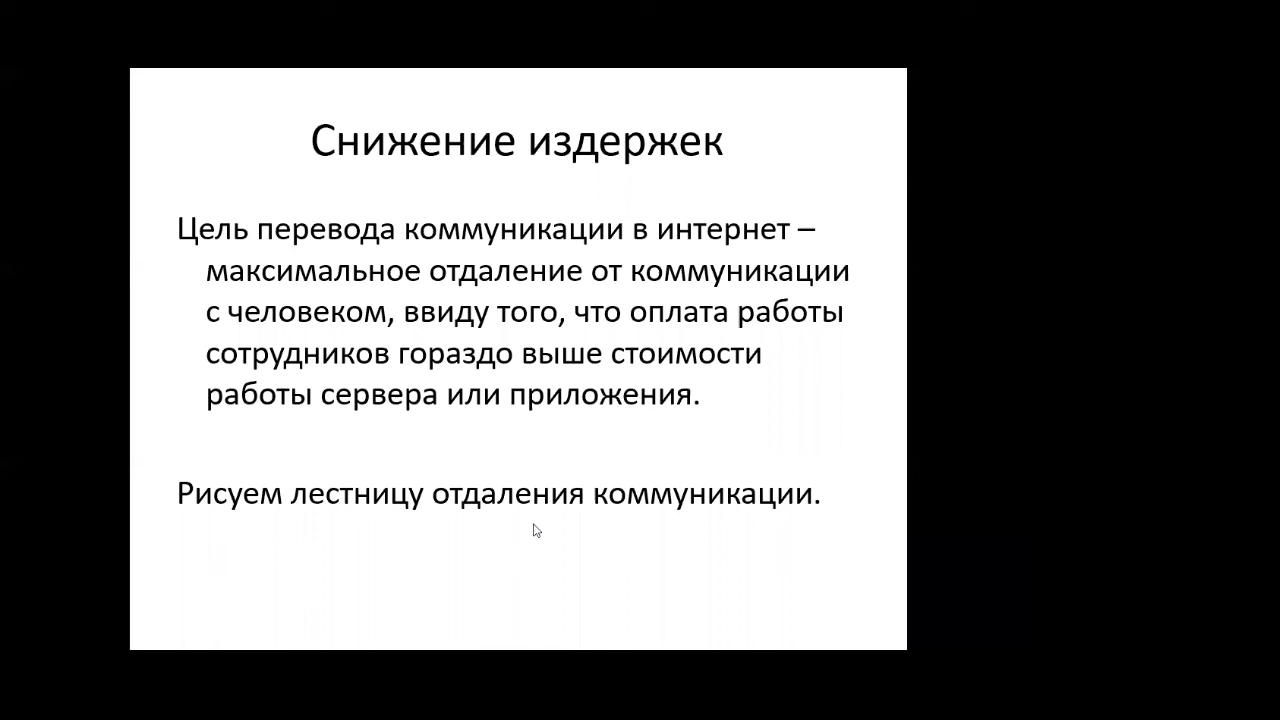 Снижение издержек
Цель перевода коммуникации в интернет –
максимальное отдаление от коммуникации
с человеком, ввиду того, что оплата работы
сотрудников гораздо выше стоимости
работы сервера или приложения.
Рисуем лестницу отдаления коммуникации.